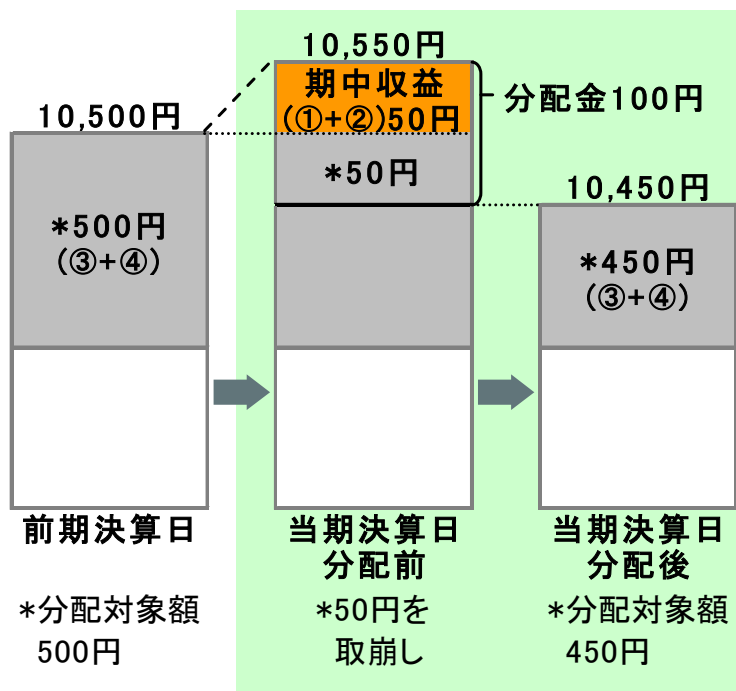 10,500円
*500円
(③+④)
前期決算日
*分配対象額
500円
10,550円
期中収益
(①+②)50円
*50円
分配金100円
当期決算日
分配前
*50円を
取崩し
10,450円
*450円
(③+④)
当期決算日
分配後
*分配対象額
450円